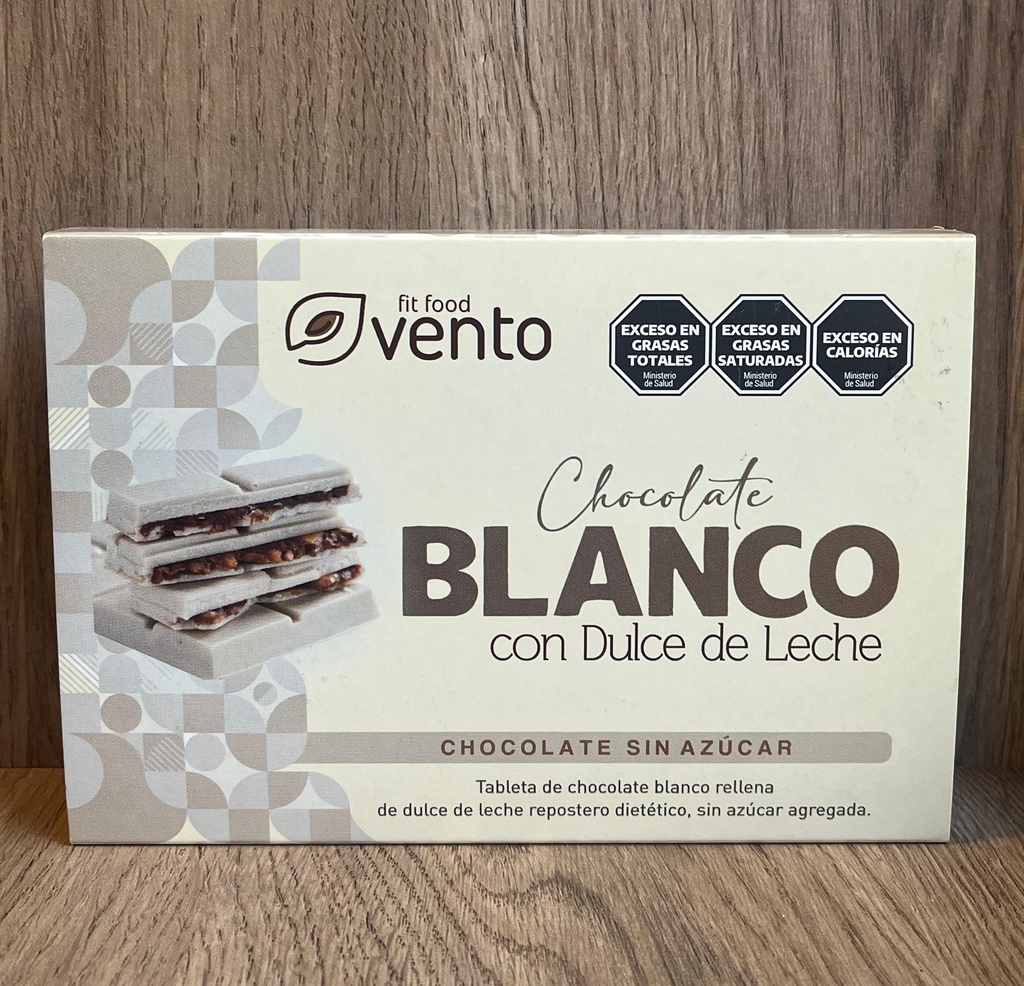 fit food
vento
EXCESO EN
GRASAS
TOTALES
Ministerio
de Salud
EXCESO EN
GRASAS
SATURADAS
Ministerio
de Salud
EXCESO EN
CALORÍAS
Ministerio
de Salud
Chocolate
BLANCO
con Dulce de Leche
CHOCOLATE SIN AZÚCAR
Tableta de chocolate blanco rellena
de dulce de leche repostero dietético, sin azúcar agregada.